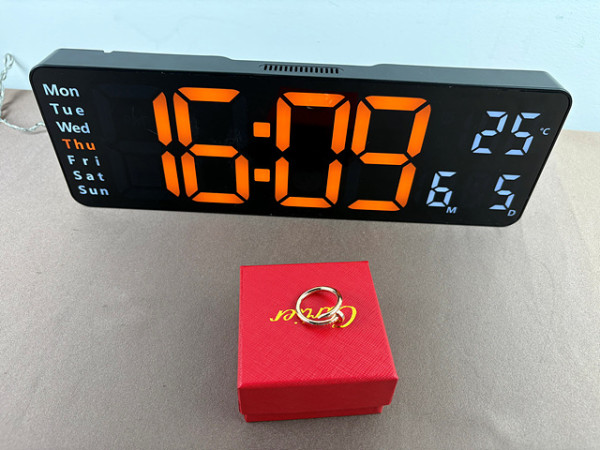 Mon
Tue
Wed
Thu
Fri
Sat
Sun
16:09
25 °C
6 M 5 D
Cartier